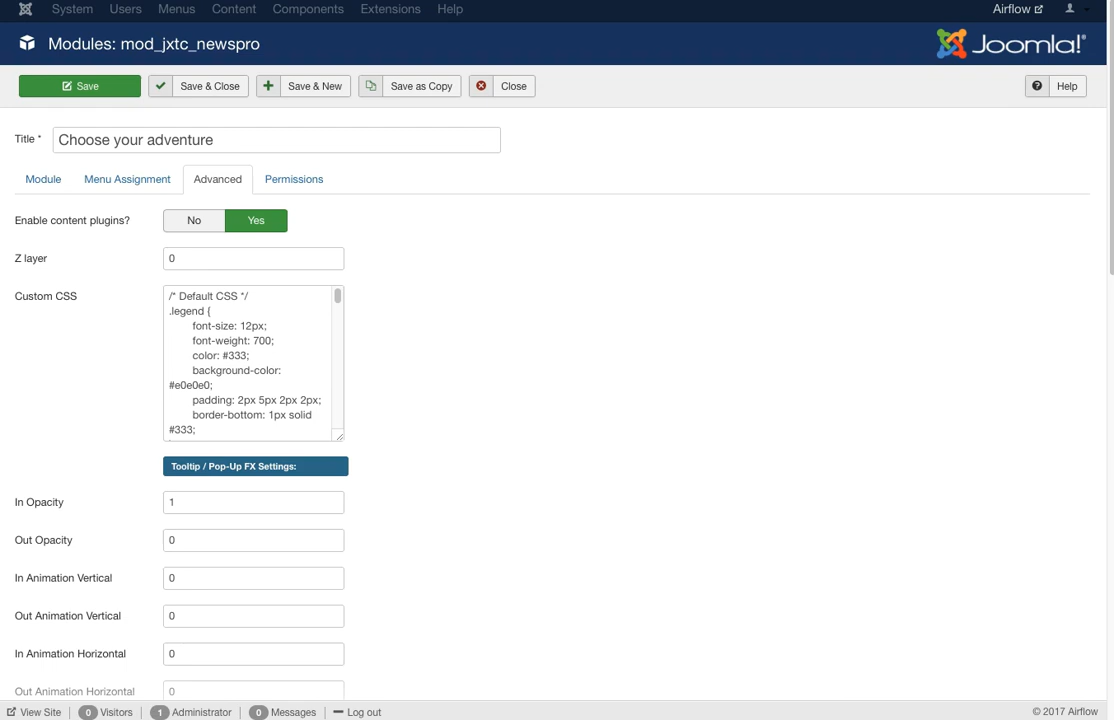 System Users Menus Content Components Extensions Help Airflow
Modules: mod_jxtc_newspro Joomla!®
Save Save & Close Save & New Save as Copy Close Help
Title * Choose your adventure
Module Menu Assignment Advanced Permissions
Enable content plugins? No Yes
Z layer 0
Custom CSS /* Default CSS */
.legend {
font-size: 12px;
font-weight: 700;
color: #333;
background-color:
#e0e0e0;
padding: 2px 5px 2px 2px;
border-bottom: 1px solid
#333;
Tooltip / Pop-Up FX Settings:
In Opacity 1
Out Opacity 0
In Animation Vertical 0
Out Animation Vertical 0
In Animation Horizontal 0
Out Animation Horizontal 0
View Site 0 Visitors 1 Administrator 0 Messages Log out © 2017 Airflow